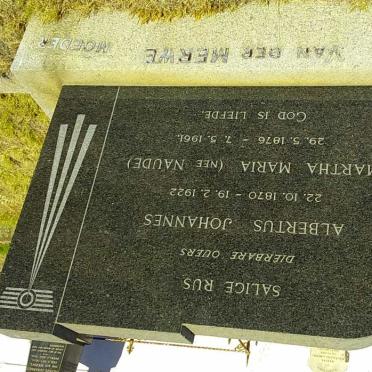 SALIGE RUS
DIERBARE OUERS
ALBERTUS JOHANNES
22. 10. 1870 – 19. 2. 1922
MARTHA MARIA (NEE NAUDE)
29. 5. 1876 – 7. 5. 1961.
GOD IS LIEFDE.
VAN DER MERWE
MOEDER